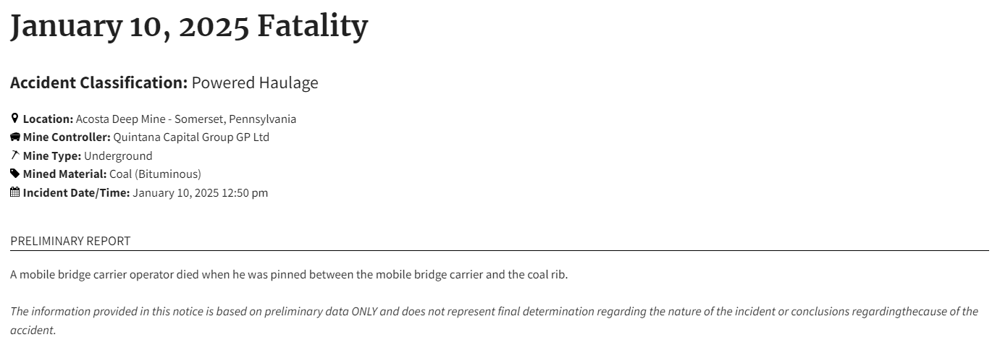 January 10, 2025 Fatality
Accident Classification: Powered Haulage
Location: Acosta Deep Mine - Somerset, Pennsylvania
Mine Controller: Quintana Capital Group GP Ltd
Mine Type: Underground
Mined Material: Coal (Bituminous)
Incident Date/Time: January 10, 2025 12:50 pm
PRELIMINARY REPORT
A mobile bridge carrier operator died when he was pinned between the mobile bridge carrier and the coal rib.
The information provided in this notice is based on preliminary data ONLY and does not represent final determination regarding the nature of the incident or conclusions regardingthecause of the
accident.